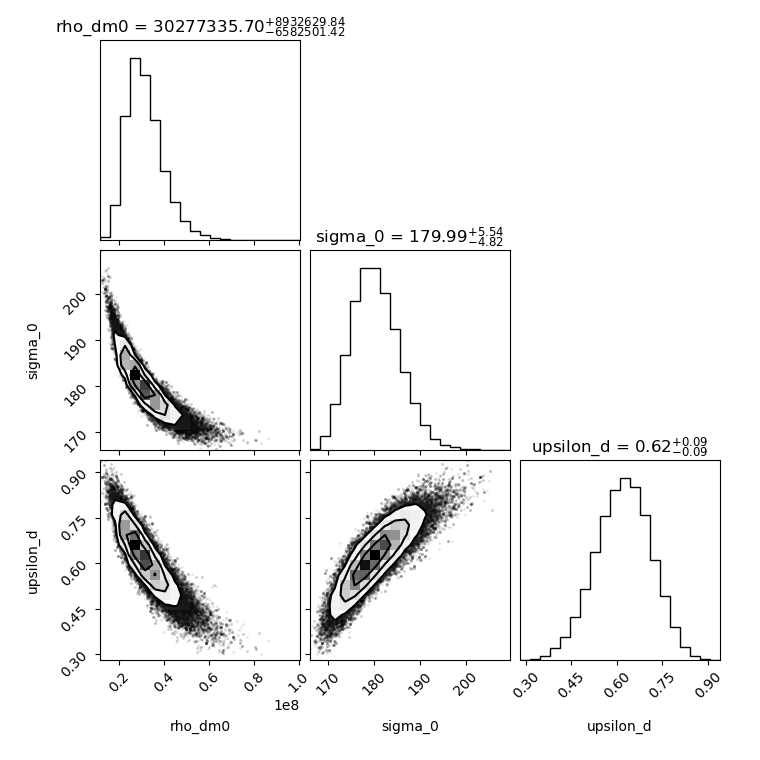 rho_dm0 = 30277335.70+8932629.84−6582501.42
sigma_0 = 179.99+5.54−4.82
upsilon_d = 0.62+0.09−0.09
sigma_0
200
190
180
170
upsilon_d
0.90
0.75
0.60
0.45
0.30
0.2 0.4 0.6 0.8 1.0
1e8
rho_dm0
170 180 190 200
sigma_0
0.30 0.45 0.60 0.75 0.90
upsilon_d